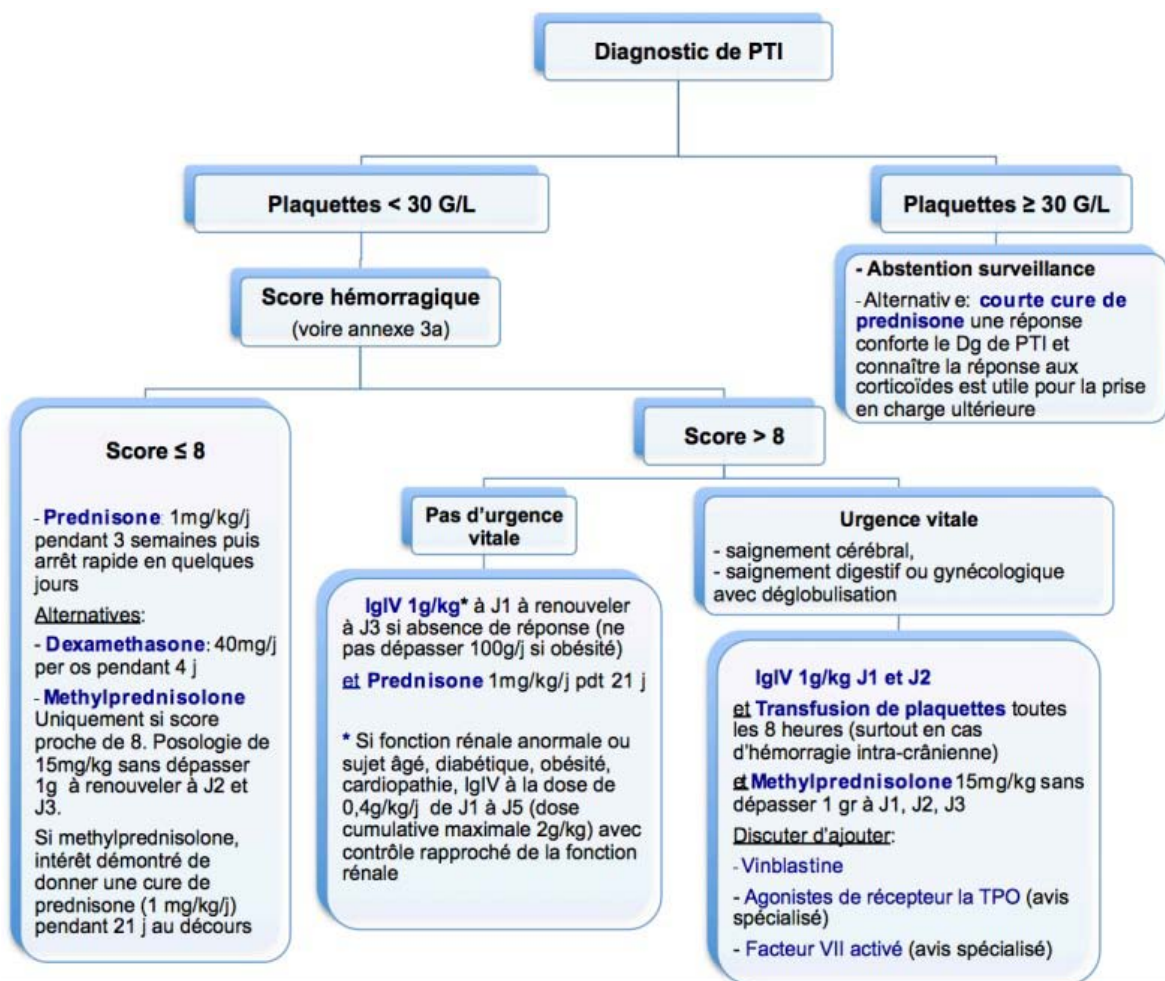 Diagnostic de PTI
Plaquettes < 30 G/L
Plaquettes ≥ 30 G/L
- Abstention surveillance
- Alternativ e: courte cure de
prednisone une réponse
conforte le Dg de PTI et
connaître la réponse aux
corticoïdes est utile pour la prise
en charge ultérieure
Score hémorragique
(voire annexe 3a)
Score ≤ 8
- Prednisone: 1mg/kg/j
pendant 3 semaines puis
arrêt rapide en quelques
jours
Alternatives:
- Dexamethasone: 40mg/j
per os pendant 4 j
- Methylprednisolone
Uniquement si score
proche de 8. Posologie de
15mg/kg sans dépasser
1g à renouveler à J2 et
J3.
Si methylprednisolone,
intérêt démontré de
donner une cure de
prednisone (1 mg/kg/j)
pendant 21 j au décours
Score > 8
Pas d'urgence
vitale
IgIV 1g/kg* à J1 à renouveler
à J3 si absence de réponse (ne
pas dépasser 100g/j si obésité)
et Prednisone 1mg/kg/j pdt 21 j
* Si fonction rénale anormale ou
sujet âgé, diabétique, obésité,
cardiopathie, IgIV à la dose de
0,4g/kg/j de J1 à J5 (dose
cumulative maximale 2g/kg) avec
contrôle rapproché de la fonction
rénale
Urgence vitale
- saignement cérébral,
- saignement digestif ou gynécologique
avec déglobulisation
IgIV 1g/kg J1 et J2
et Transfusion de plaquettes toutes
les 8 heures (surtout en cas
d'hémorragie intra-crânienne)
et Methylprednisolone 15mg/kg sans
dépasser 1 gr à J1, J2, J3
Discuter d'ajouter:
- Vinblastine
- Agonistes de récepteur la TPO (avis
spécialisé)
- Facteur VII activé (avis spécialisé)